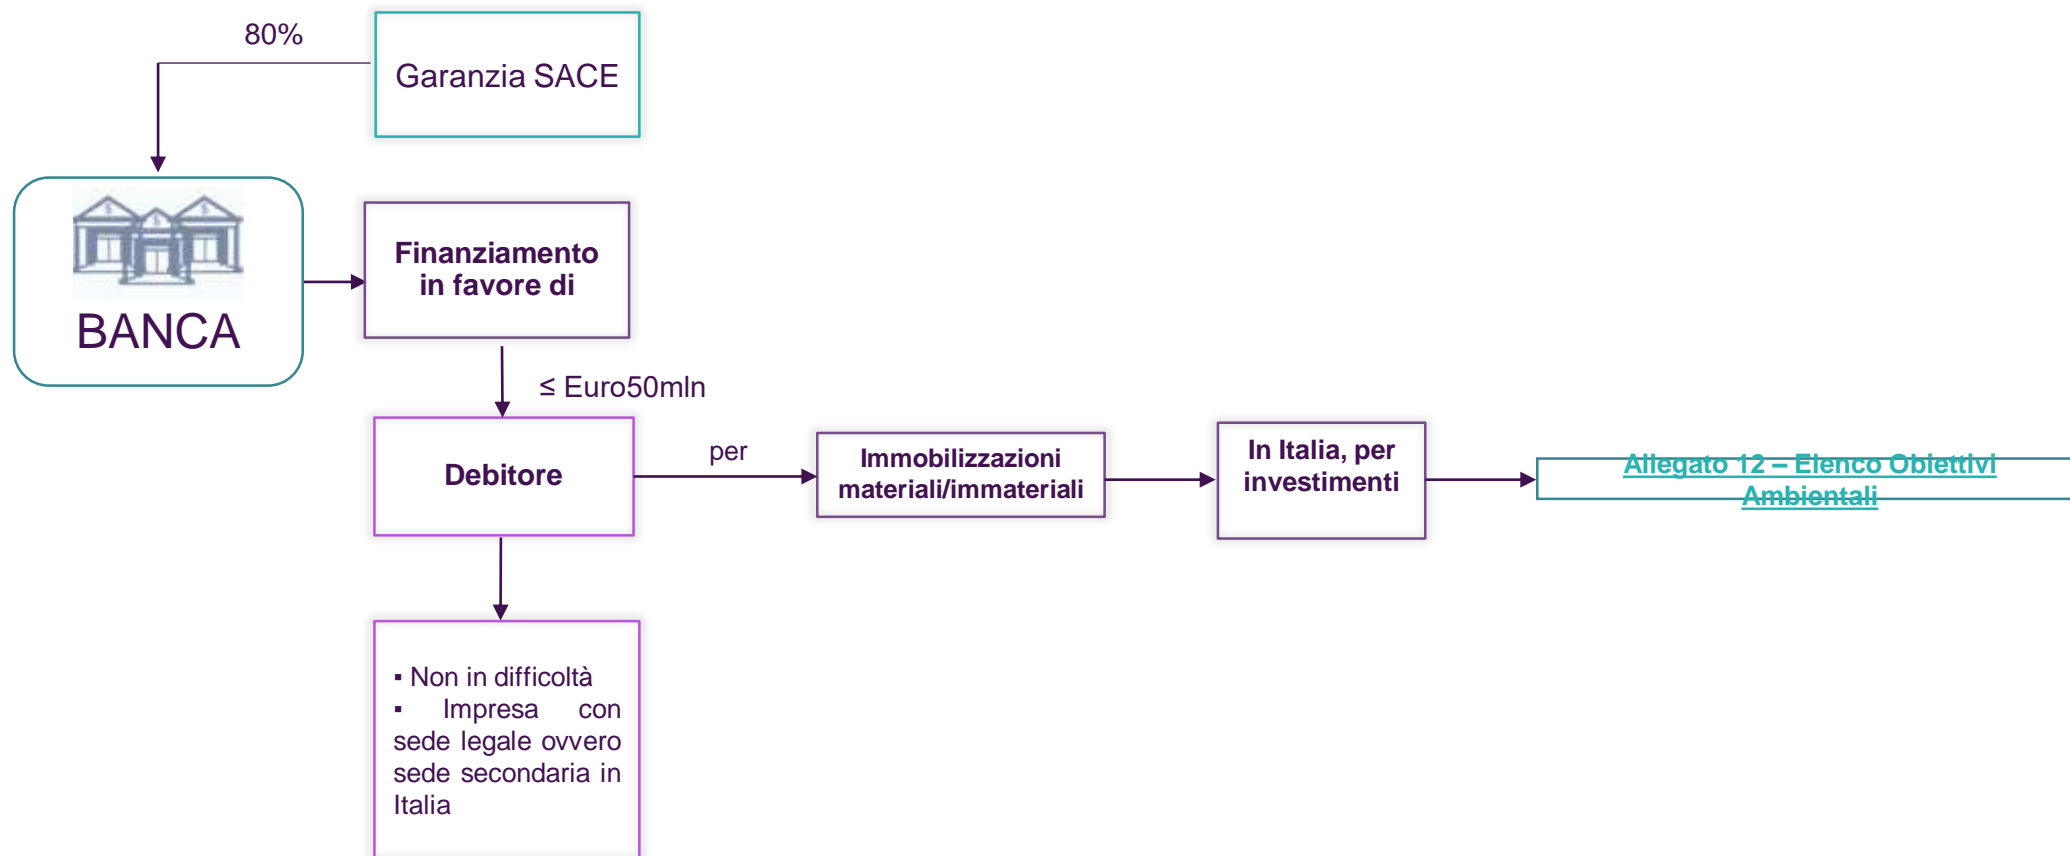 80%
Garanzia SACE
BANCA
Finanziamento
in favore di
≤ Euro50mln
Debitore
per
Immobilizzazioni
materiali/immateriali
In Italia, per
investimenti
Allegato 12 – Elenco Obiettivi
Ambientali
▪ Non in difficoltà
▪ Impresa con
sede legale ovvero
sede secondaria in
Italia